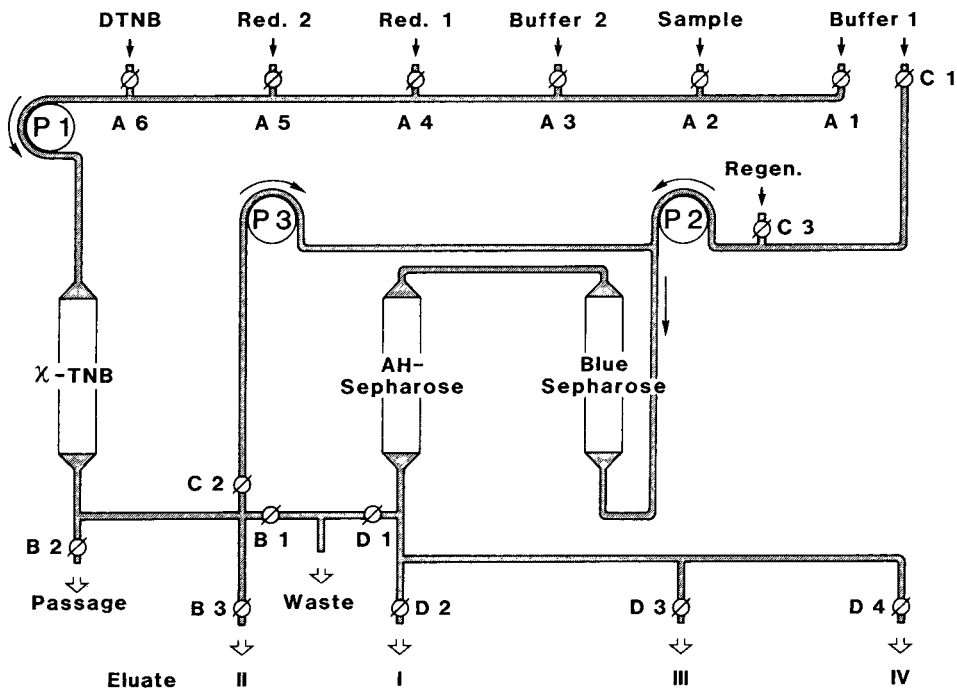 DTNB Red. 2 Red. 1 Buffer 2 Sample Buffer 1
C 1
P 1 A 6 A 5 A 4 A 3 A 2 A 1
Regen.
P 3 P 2 C 3
χ-TNB
AH-
Sepharose
Blue
Sepharose
C 2
B 2 B 1 D 1
Passage B 3 Waste D 2 D 3 D 4
Eluate II I III IV